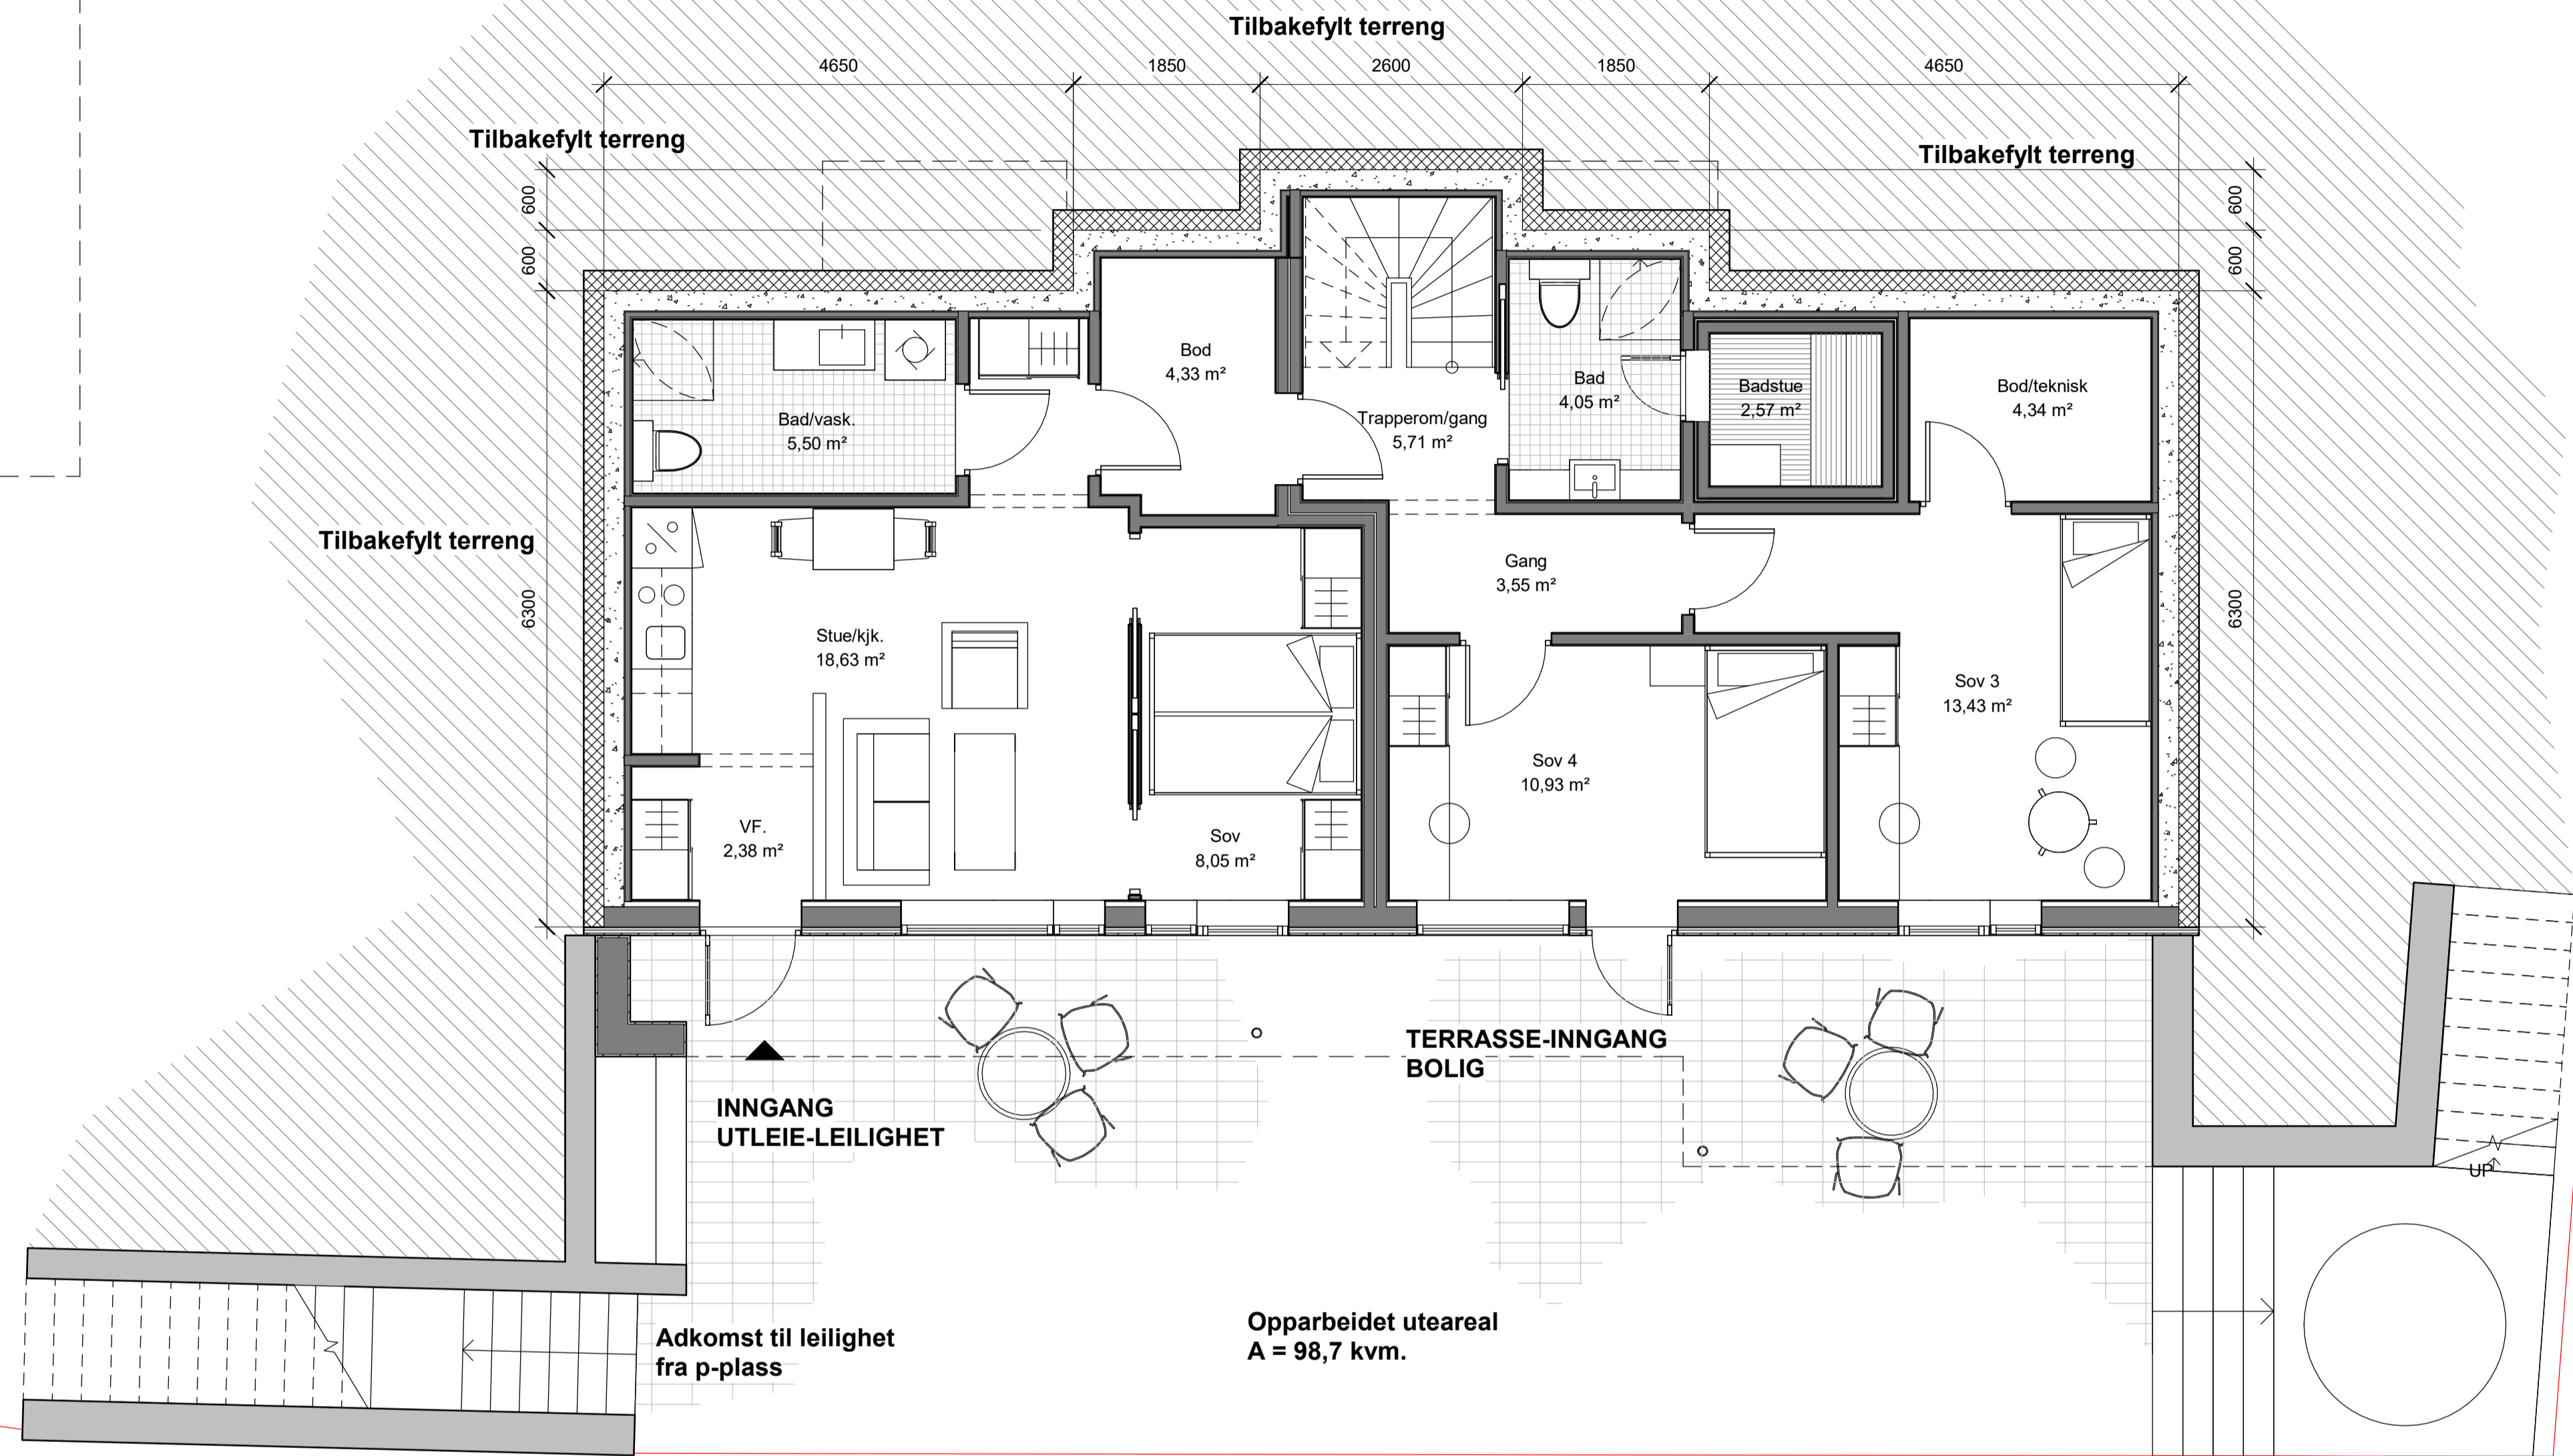 Tilbakefylt terreng
4650
1850
2600
1850
4650
Tilbakefylt terreng
Tilbakefylt terreng
600
600
600
600
Bod
4,33 m²
Bad
4,05 m²
Badstue
2,57 m²
Bod/teknisk
4,34 m²
Bad/vask.
5,50 m²
Trapperom/gang
5,71 m²
Tilbakefylt terreng
6300
6300
Gang
3,55 m²
Stue/kjk.
18,63 m²
Sov 3
13,43 m²
Sov 4
10,93 m²
VF.
2,38 m²
Sov
8,05 m²
TERRASSE-INNGANG
BOLIG
INNGANG
UTLEIE-LEILIGHET
UP
Adkomst til leilighet
fra p-plass
Opparbeidet uteareal
A = 98,7 kvm.